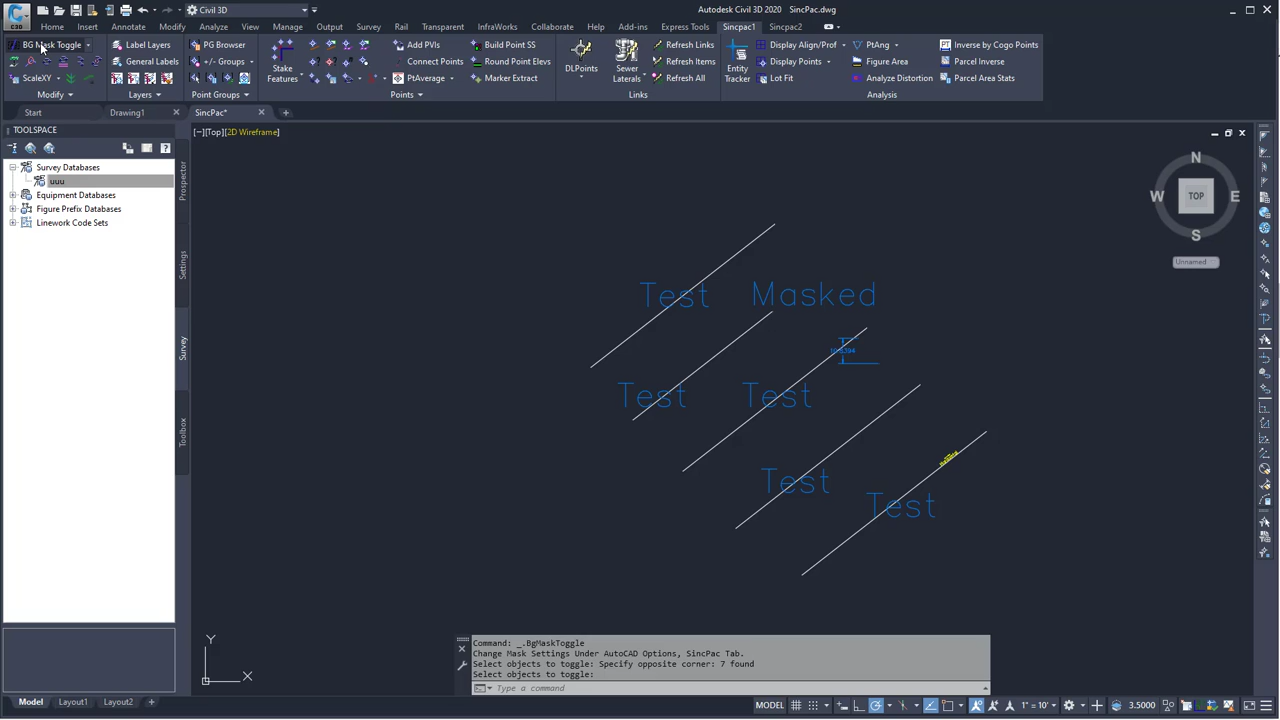 Civil 3D
Autodesk Civil 3D 2020 SincPac.dwg
C3D
Home Insert Annotate Modify Analyze View Manage Output Survey Rail Transparent InfraWorks Collaborate Help Add-ins Express Tools Sincpac1 SincPac2
BG Mask Toggle
ScaleXY
Modify
Label Layers
General Labels
Layers
PG Browser
+/- Groups
Point Groups
Stake Features
Add PVIs
Connect Points
PtAverage
Build Point SS
Round Point Elevs
Marker Extract
Points
DLPoints
Sewer Laterals
Refresh Links
Refresh Items
Refresh All
Links
Entity Tracker
Display Align/Prof
Display Points
Lot Fit
PtAng
Figure Area
Analyze Distortion
Inverse by Cogo Points
Parcel Inverse
Parcel Area Stats
Analysis
Start Drawing1 SincPac*
TOOLSPACE
Survey Databases
uuu
Equipment Databases
Figure Prefix Databases
Linework Code Sets
Prospector
Settings
Survey
Toolbox
[−][Top][2D Wireframe]
N
W TOP E
S
Unnamed
Test Masked
Test Test
Test
Test
Y
X
Command: _.BgMaskToggle
Change Mask Settings Under AutoCAD Options, SincPac Tab.
Select objects to toggle: Specify opposite corner: 7 found
Select objects to toggle:
Type a command
Model Layout1 Layout2
MODEL 1" = 10' 3.5000